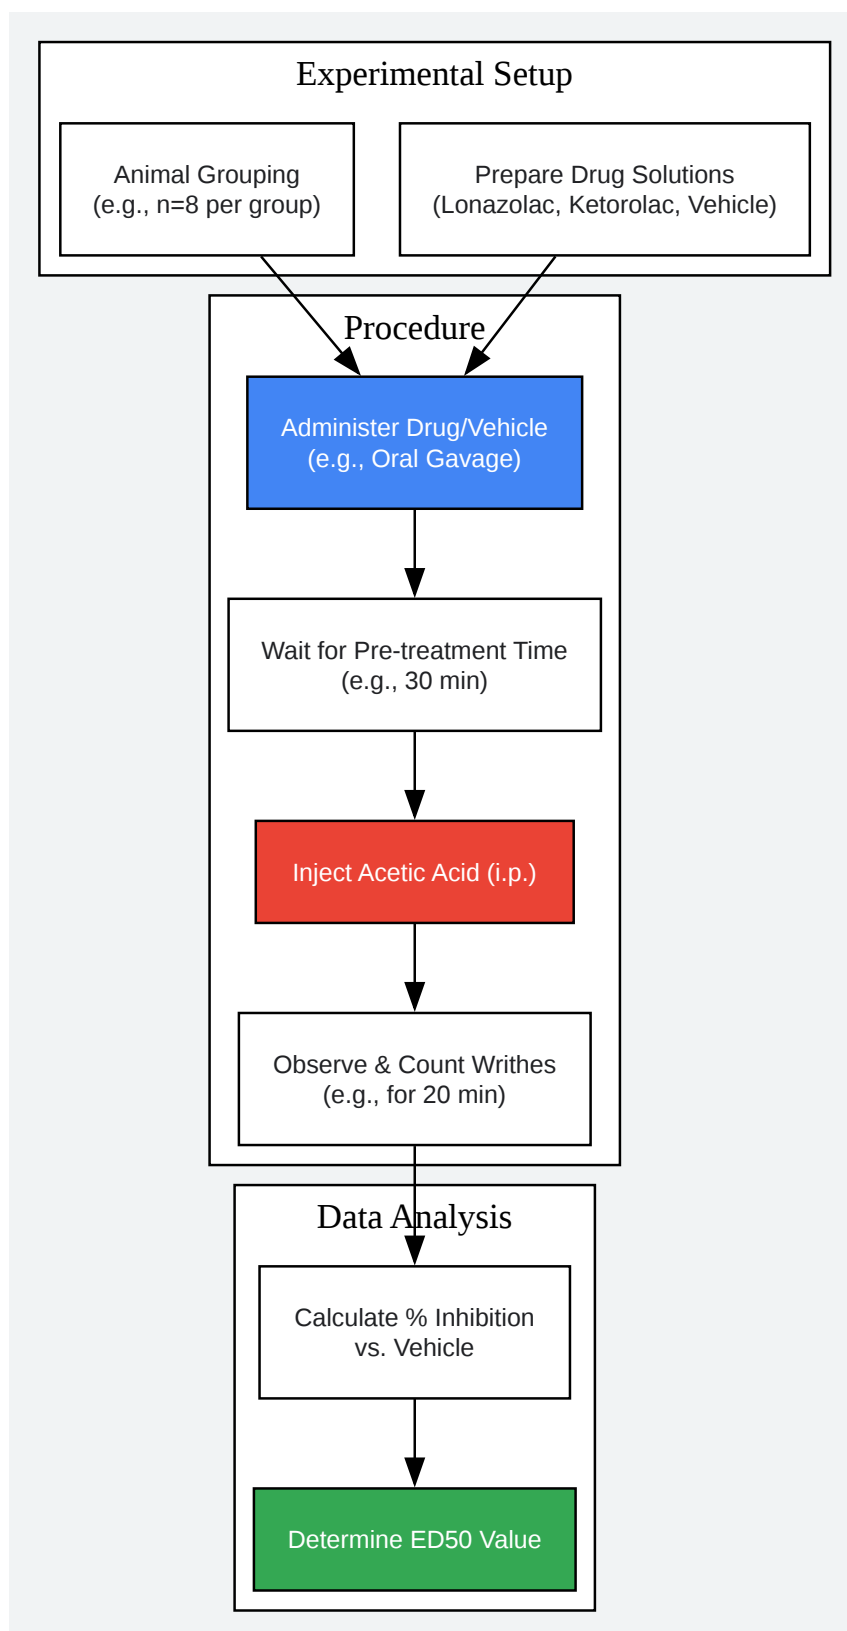 Experimental Setup
Animal Grouping
(e.g., n=8 per group)
Prepare Drug Solutions
(Lonazolac, Ketorolac, Vehicle)
Procedure
Administer Drug/Vehicle
(e.g., Oral Gavage)
Wait for Pre-treatment Time
(e.g., 30 min)
Inject Acetic Acid (i.p.)
Observe & Count Writhes
(e.g., for 20 min)
Data Analysis
Calculate % Inhibition
vs. Vehicle
Determine ED50 Value